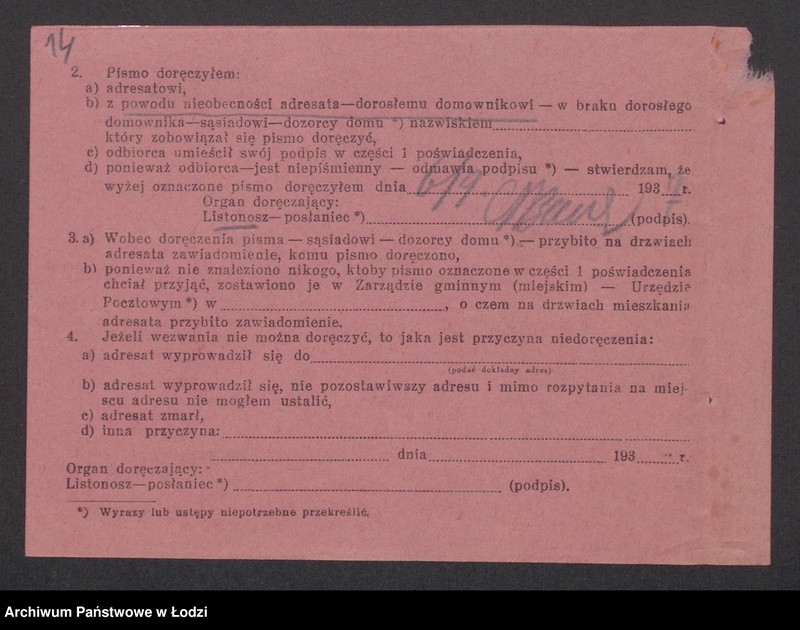 14
2. Pismo doręczyłem:
a) adresatowi,
b) z powodu nieobecności adresata—dorosłemu domownikowi — w braku dorosłego
domownika—sąsiadowi—dozorcy domu *) nazwiskiem
który zobowiązał się pismo doręczyć,
c) odbiorca umieścił swój podpis w części 1 poświadczenia,
d) ponieważ odbiorca—jest niepiśmienny — odmawia podpisu *) — stwierdzam, że
wyżej oznaczone pismo doręczyłem dnia 6/9 193 r.
Organ doręczający:
Listonosz—posłaniec *) (podpis).
3. a) Wobec doręczenia pisma — sąsiadowi — dozorcy domu *) — przybito na drzwiach
adresata zawiadomienie, komu pismo doręczono,
b) ponieważ nie znaleziono nikogo, ktoby pismo oznaczone w części 1 poświadczenia
chciał przyjąć, zostawiono je w Zarządzie gminnym (miejskim) — Urzędzie
Pocztowym *) w , o czem na drzwiach mieszkania
adresata przybito zawiadomienie.
4. Jeżeli wezwania nie można doręczyć, to jaka jest przyczyna niedoręczenia:
a) adresat wyprowadził się do
(podać dokładny adres)
b) adresat wyprowadził się, nie pozostawiwszy adresu i mimo rozpytania na miej-
scu adresu nie mogłem ustalić,
c) adresat zmarł,
d) inna przyczyna:
dnia 193 r.
Organ doręczający:
Listonosz—posłaniec *) (podpis).
*) Wyrazy lub ustępy niepotrzebne przekreślić.
Archiwum Państwowe w Łodzi